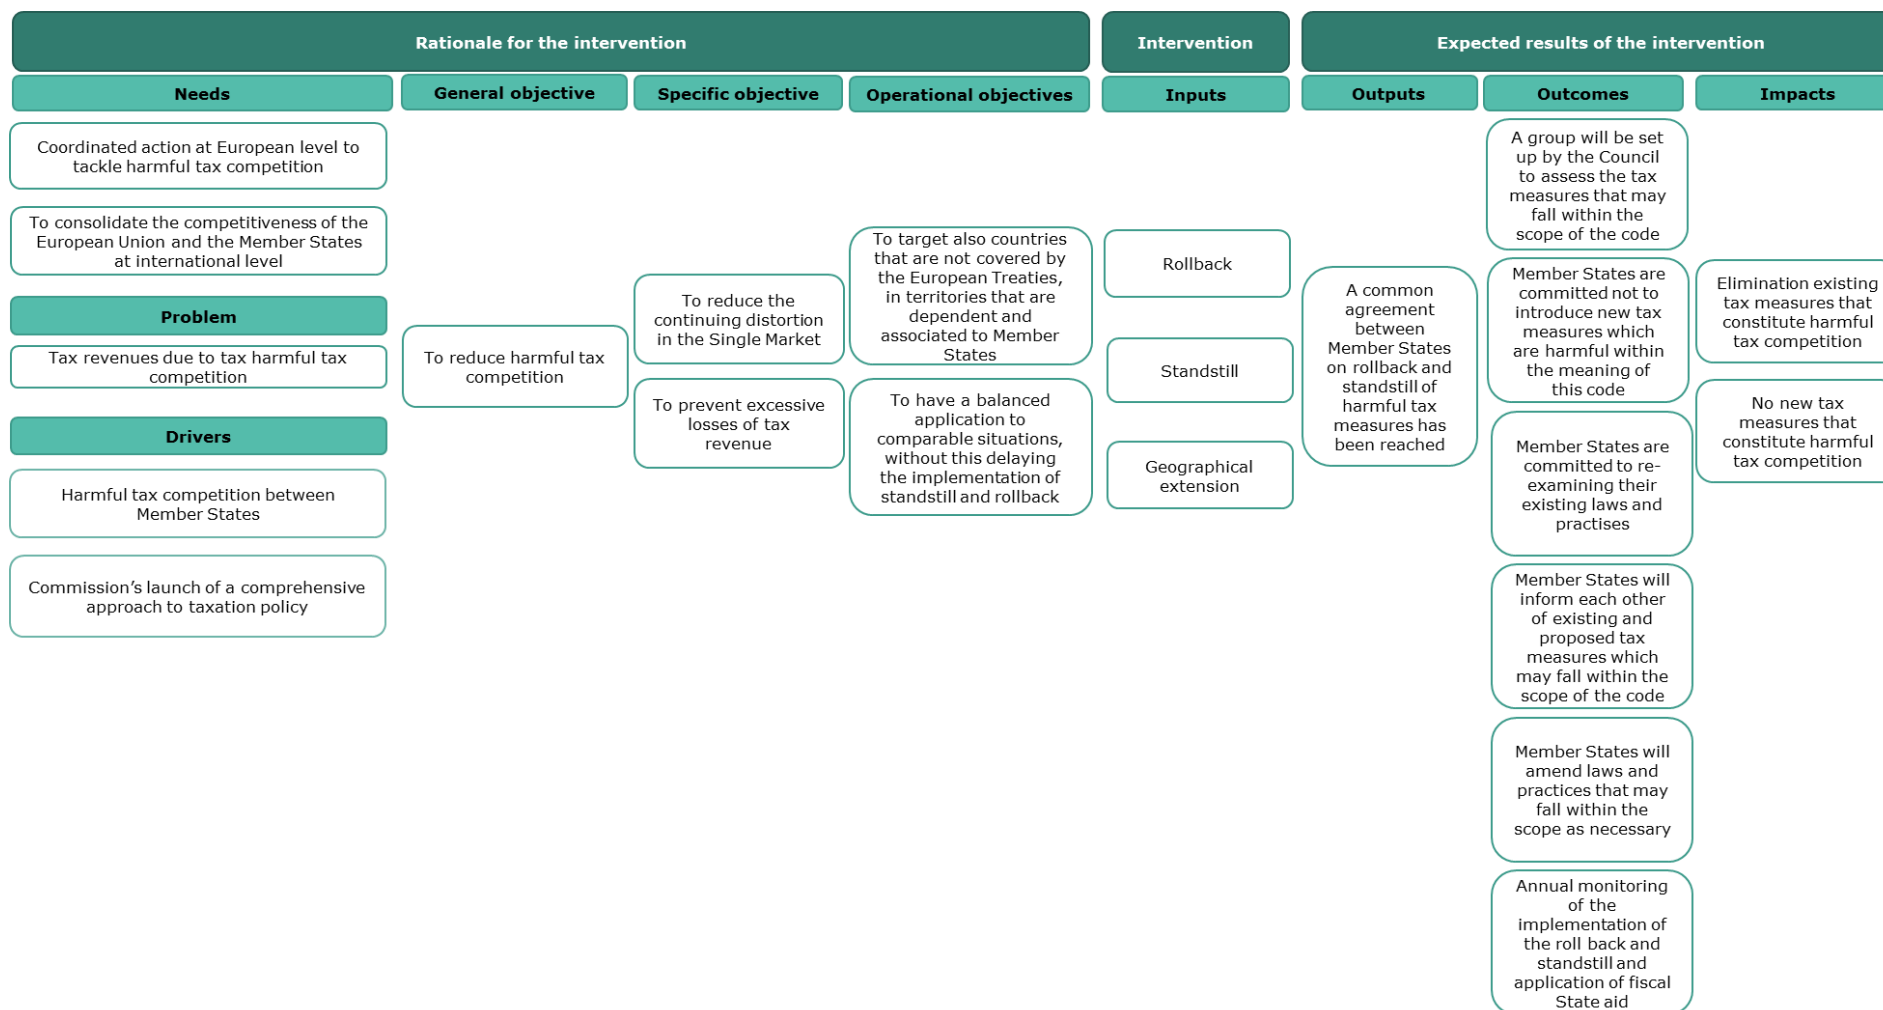 Rationale for the intervention
Intervention
Expected results of the intervention
Needs
General objective
Specific objective
Operational objectives
Inputs
Outputs
Outcomes
Impacts
Coordinated action at European level to
tackle harmful tax competition
To consolidate the competitiveness of the
European Union and the Member States
at international level
Problem
Tax revenues due to tax harmful tax
competition
Drivers
Harmful tax competition between
Member States
Commission’s launch of a comprehensive
approach to taxation policy
To reduce harmful tax
competition
To reduce the
continuing distortion
in the Single Market
To prevent excessive
losses of tax
revenue
To target also countries
that are not covered by
the European Treaties,
in territories that are
dependent and
associated to Member
States
To have a balanced
application to
comparable situations,
without this delaying
the implementation of
standstill and rollback
Rollback
Standstill
Geographical
extension
A common
agreement
between
Member States
on rollback and
standstill of
harmful tax
measures has
been reached
A group will be set
up by the Council
to assess the tax
measures that may
fall within the
scope of the code
Member States are
committed not to
introduce new tax
measures which
are harmful within
the meaning of
this code
Member States are
committed to re-
examining their
existing laws and
practises
Member States will
inform each other
of existing and
proposed tax
measures which
may fall within the
scope of the code
Member States will
amend laws and
practices that may
fall within the
scope as necessary
Annual monitoring
of the
implementation of
the roll back and
standstill and
application of fiscal
State aid
Elimination existing
tax measures that
constitute harmful
tax competition
No new tax
measures that
constitute harmful
tax competition